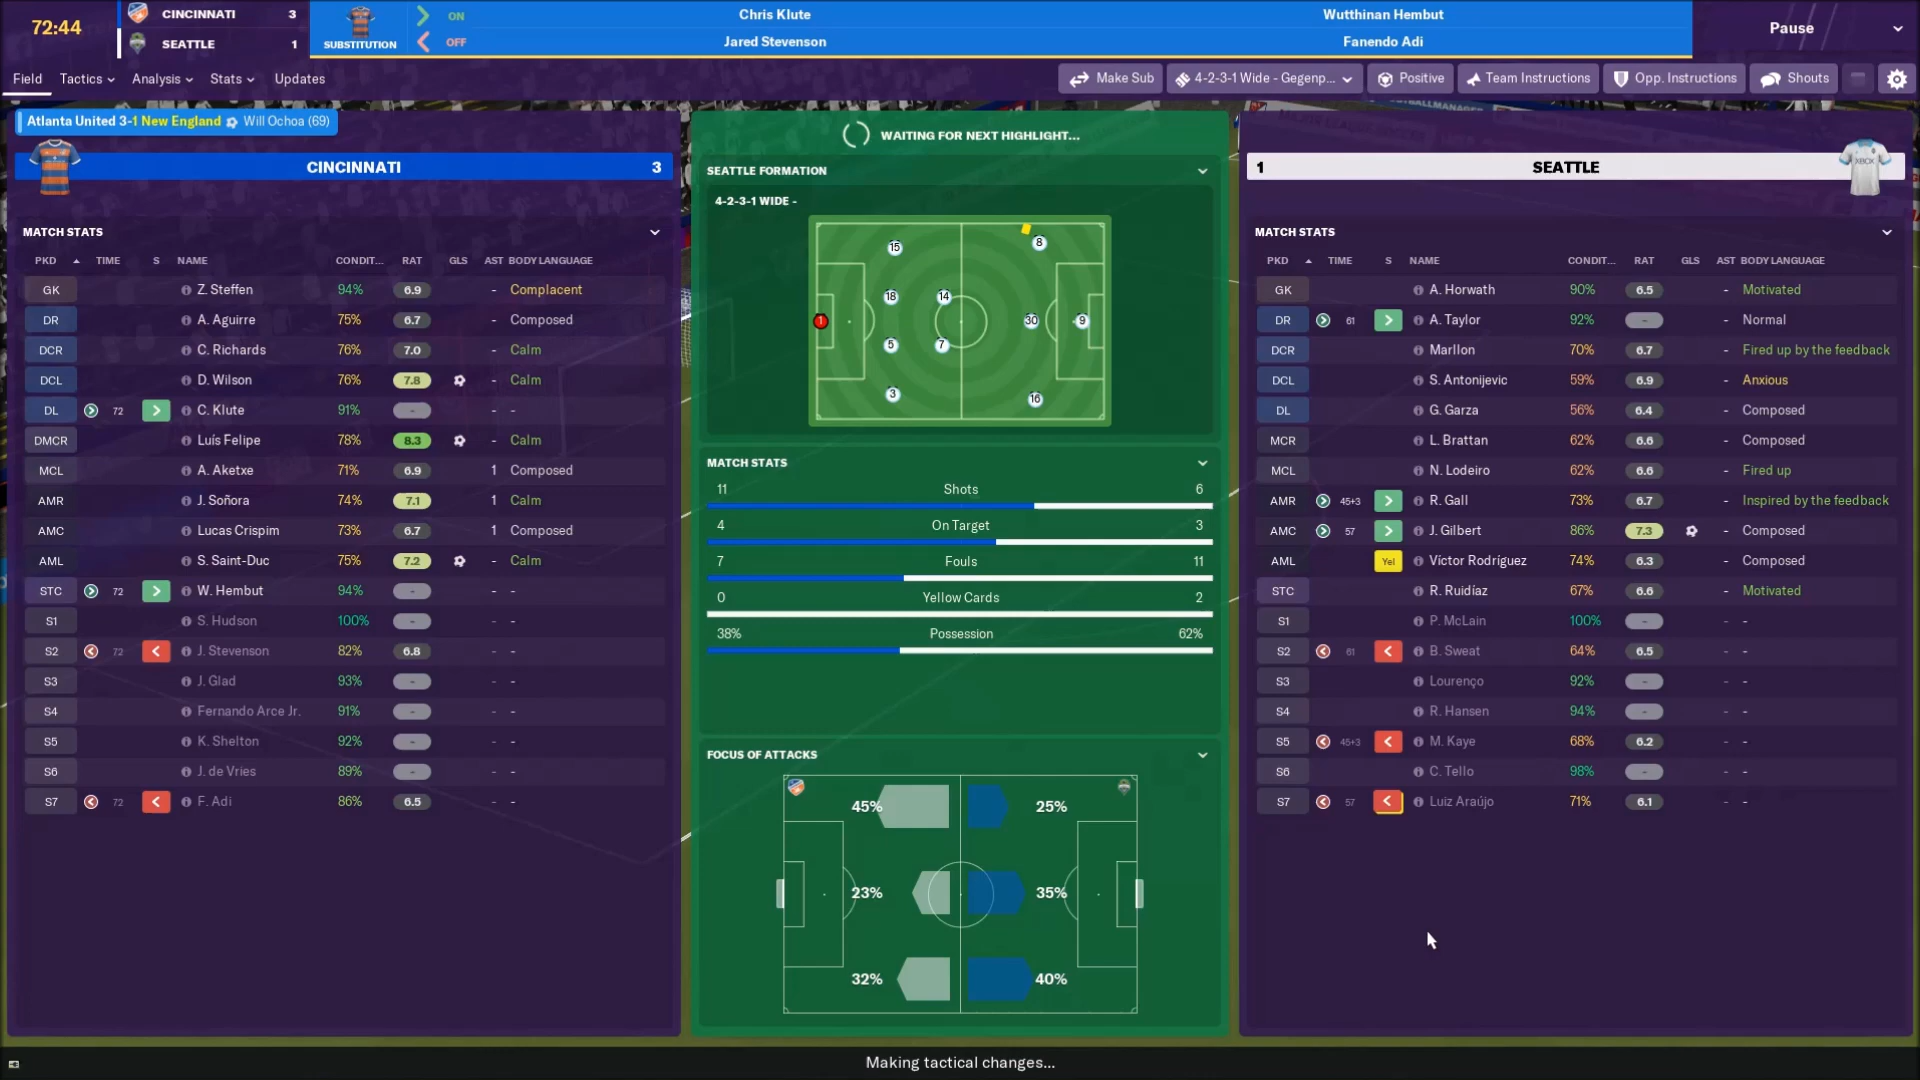 72:44
CINCINNATI 3
SEATTLE 1
SUBSTITUTION
ON Chris Klute Wutthinan Hembut
OFF Jared Stevenson Fanendo Adi
Pause
Field Tactics Analysis Stats Updates
Make Sub 4-2-3-1 Wide - Gegenp... Positive Team Instructions Opp. Instructions Shouts
Atlanta United 3-1 New England Will Ochoa (69)
CINCINNATI 3
MATCH STATS
PKD TIME S NAME CONDIT... RAT GLS AST BODY LANGUAGE
GK Z. Steffen 94% 6.9 - Complacent
DR A. Aguirre 75% 6.7 - Composed
DCR C. Richards 76% 7.0 - Calm
DCL D. Wilson 76% 7.8 - Calm
DL 72 C. Klute 91% - - -
DMCR Luís Felipe 78% 8.3 - Calm
MCL A. Aketxe 71% 6.9 1 Composed
AMR J. Soñora 74% 7.1 1 Calm
AMC Lucas Crispim 73% 6.7 1 Composed
AML S. Saint-Duc 75% 7.2 - Calm
STC 72 W. Hembut 94% - - -
S1 S. Hudson 100% - - -
S2 72 J. Stevenson 82% 6.8 - -
S3 J. Glad 93% - - -
S4 Fernando Arce Jr. 91% - - -
S5 K. Shelton 92% - - -
S6 J. de Vries 89% - - -
S7 72 F. Adi 86% 6.5 - -
WAITING FOR NEXT HIGHLIGHT...
SEATTLE FORMATION
4-2-3-1 WIDE -
15 8
18 14
1 30 9
5 7
3 16
MATCH STATS
11 Shots 6
4 On Target 3
7 Fouls 11
0 Yellow Cards 2
38% Possession 62%
FOCUS OF ATTACKS
45% 25%
23% 35%
32% 40%
1 SEATTLE
XBOX
MATCH STATS
PKD TIME S NAME CONDIT... RAT GLS AST BODY LANGUAGE
GK A. Horwath 90% 6.5 - Motivated
DR 61 A. Taylor 92% - - Normal
DCR Marllon 70% 6.7 - Fired up by the feedback
DCL S. Antonijevic 59% 6.9 - Anxious
DL G. Garza 56% 6.4 - Composed
MCR L. Brattan 62% 6.6 - Composed
MCL N. Lodeiro 62% 6.6 - Fired up
AMR 45+3 R. Gall 73% 6.7 - Inspired by the feedback
AMC 57 J. Gilbert 86% 7.3 - Composed
AML Yel Víctor Rodríguez 74% 6.3 - Composed
STC R. Ruidíaz 67% 6.6 - Motivated
S1 P. McLain 100% - - -
S2 61 B. Sweat 64% 6.5 - -
S3 Lourenço 92% - - -
S4 R. Hansen 94% - - -
S5 45+3 M. Kaye 68% 6.2 - -
S6 C. Tello 98% - - -
S7 57 Luiz Araújo 71% 6.1 - -
Making tactical changes...